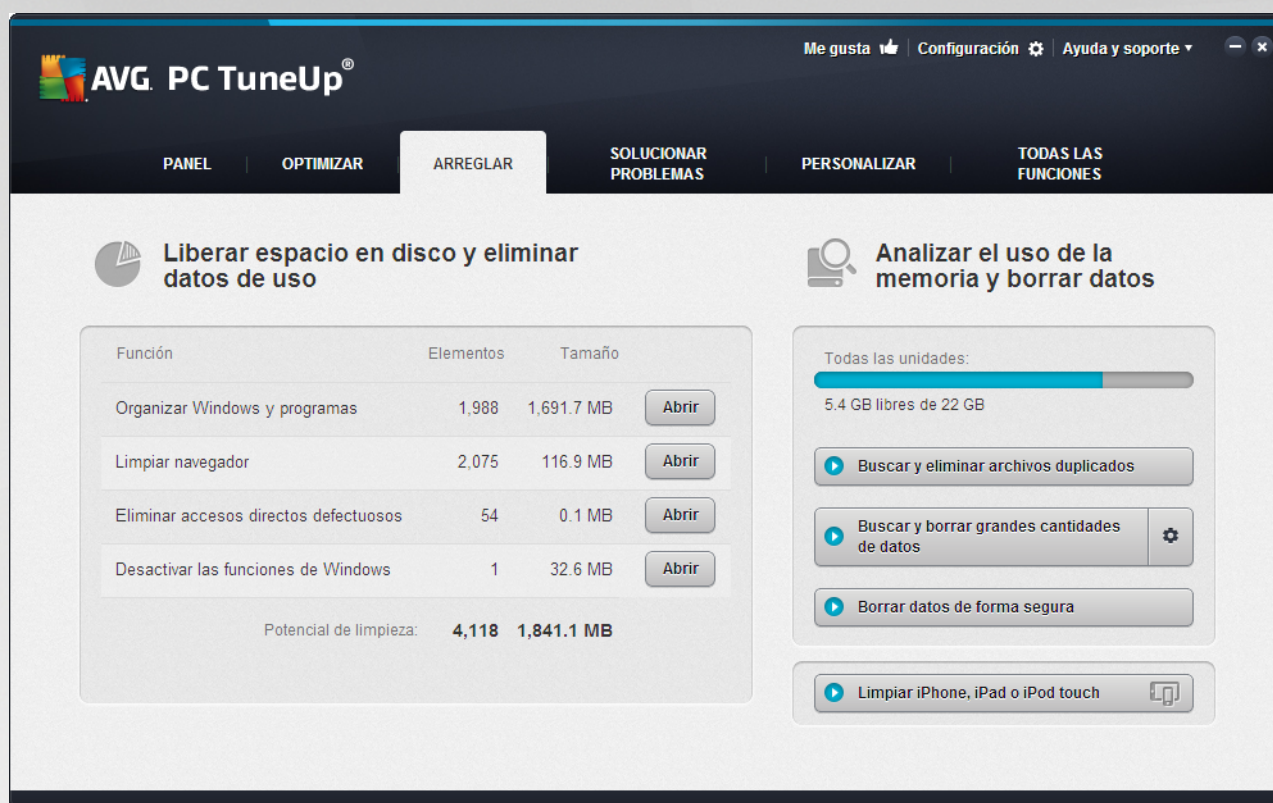 Me gusta Configuración Ayuda y soporte
AVG. PC TuneUp®
PANEL
OPTIMIZAR
ARREGLAR
SOLUCIONAR
PROBLEMAS
PERSONALIZAR
TODAS LAS
FUNCIONES
Liberar espacio en disco y eliminar
datos de uso
Función Elementos Tamaño
Organizar Windows y programas 1,988 1,691.7 MB Abrir
Limpiar navegador 2,075 116.9 MB Abrir
Eliminar accesos directos defectuosos 54 0.1 MB Abrir
Desactivar las funciones de Windows 1 32.6 MB Abrir
Potencial de limpieza: 4,118 1,841.1 MB
Analizar el uso de la
memoria y borrar datos
Todas las unidades:
5.4 GB libres de 22 GB
Buscar y eliminar archivos duplicados
Buscar y borrar grandes cantidades
de datos
Borrar datos de forma segura
Limpiar iPhone, iPad o iPod touch